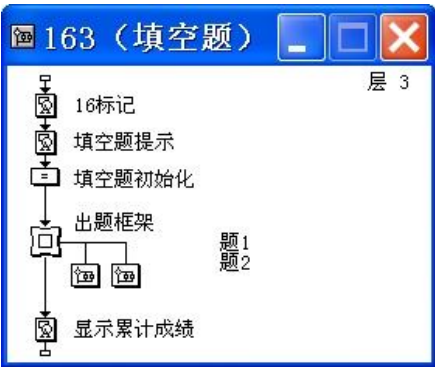 163（填空题）
层 3
16标记
填空题提示
填空题初始化
出题框架
题1
题2
显示累计成绩